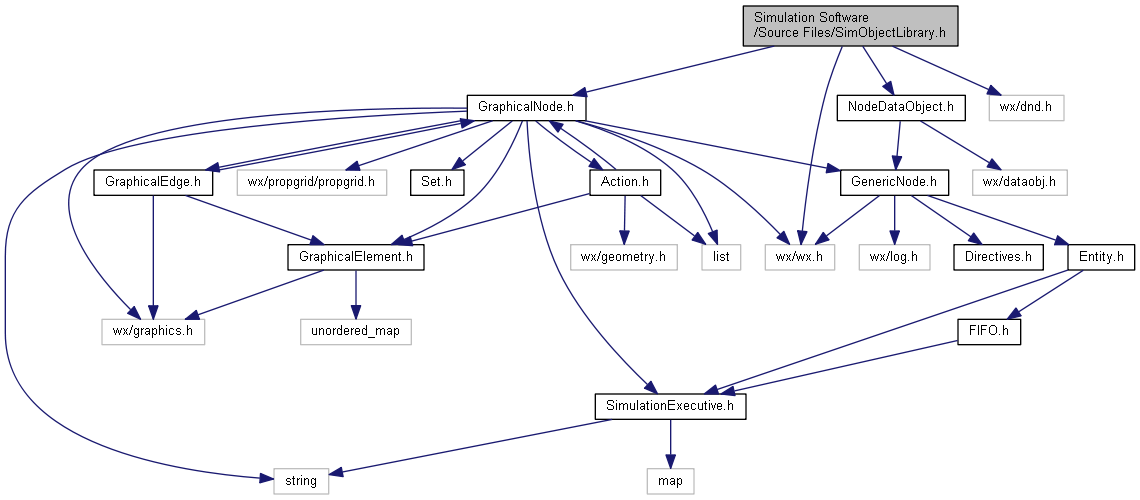 Simulation Software
/Source Files/SimObjectLibrary.h
GraphicalNode.h
NodeDataObject.h
wx/dnd.h
GraphicalEdge.h
wx/propgrid/propgrid.h
Set.h
Action.h
GenericNode.h
wx/dataobj.h
GraphicalElement.h
wx/geometry.h
list
wx/wx.h
wx/log.h
Directives.h
Entity.h
wx/graphics.h
unordered_map
FIFO.h
SimulationExecutive.h
string
map